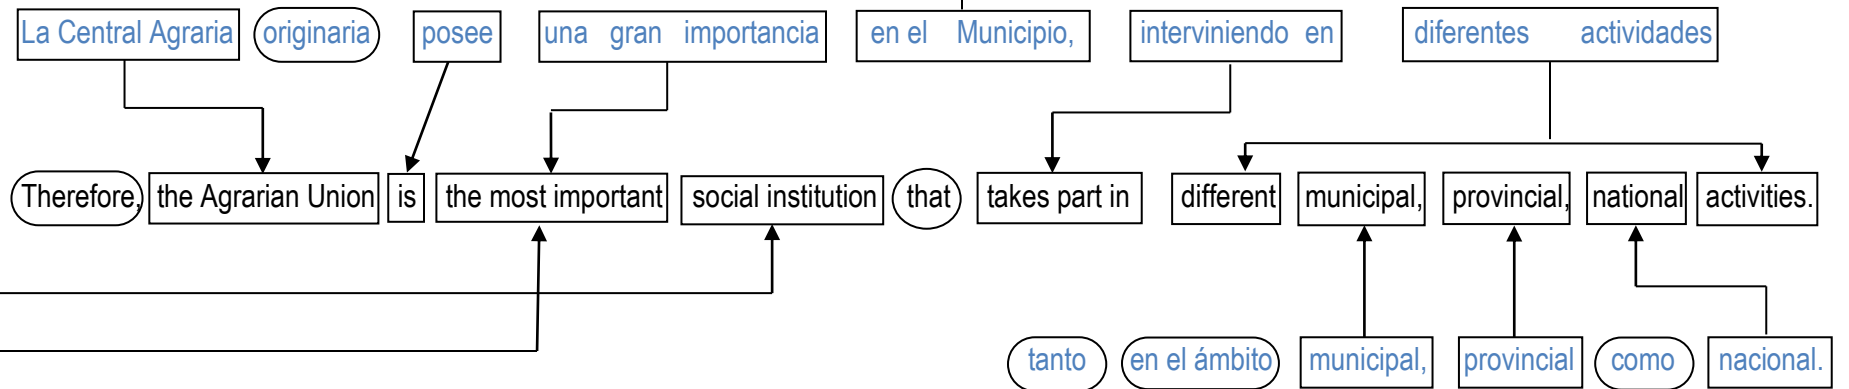 La Central Agraria originaria posee una gran importancia en el Municipio, interviniendo en diferentes actividades
Therefore, the Agrarian Union is the most important social institution that takes part in different municipal, provincial, national activities.
tanto en el ámbito municipal, provincial como nacional.